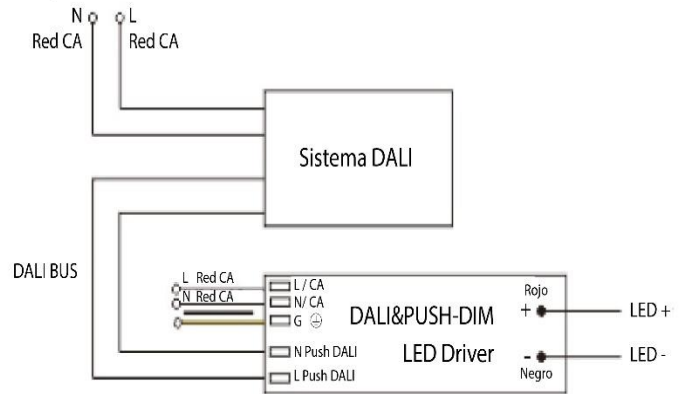 N L
Red CA Red CA
Sistema DALI
DALI BUS
L Red CA
N Red CA
L / CA
N/ CA
G
N Push DALI
L Push DALI
DALI&PUSH-DIM
LED Driver
Rojo
+
-
Negro
LED +
LED -